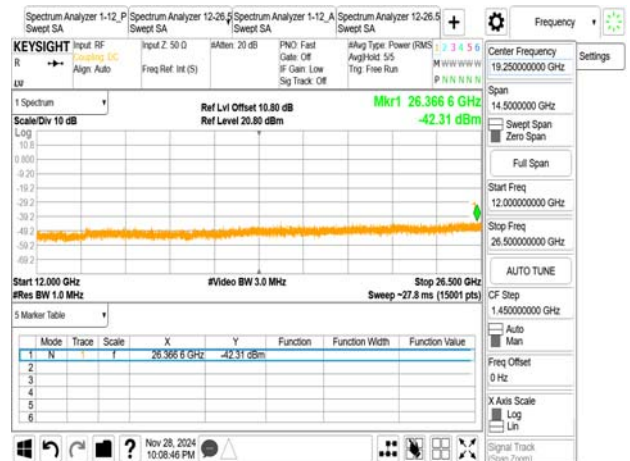 Spectrum Analyzer 1-12_P Spectrum Analyzer 12-26.5 Spectrum Analyzer 1-12_A Spectrum Analyzer 12-26.5 +
Swept SA Swept SA Swept SA Swept SA
Frequency
Settings
KEYSIGHT Input: RF Input Z: 50 Ω #Atten: 20 dB PNO: Fast #Avg Type: Power (RMS 1 2 3 4 5 6
R Coupling: DC Gate: Off Avg|Hold: 5/5 M W W W W W
Align: Auto Freq Ref: Int (S) IF Gain: Low Trig: Free Run
Sig Track: Off P N N N N N
1 Spectrum
Ref Lvl Offset 10.80 dB Mkr1 26.366 6 GHz
Scale/Div 10 dB Ref Level 20.80 dBm -42.31 dBm
Log
10.8
0.800
-9.20
-19.2
-29.2
-39.2
-49.2
-59.2
-69.2
Start 12.000 GHz #Video BW 3.0 MHz Stop 26.500 GHz
#Res BW 1.0 MHz Sweep ~27.8 ms (15001 pts)
5 Marker Table
Mode Trace Scale X Y Function Function Width Function Value
1 N 1 f 26.366 6 GHz -42.31 dBm
2
3
4
5
6
Nov 28, 2024
10:08:46 PM
Center Frequency
19.250000000 GHz
Span
14.5000000 GHz
Swept Span
Zero Span
Full Span
Start Freq
12.000000000 GHz
Stop Freq
26.500000000 GHz
AUTO TUNE
CF Step
1.450000000 GHz
Auto
Man
Freq Offset
0 Hz
X Axis Scale
Log
Lin
Signal Track
(Span Zoom)